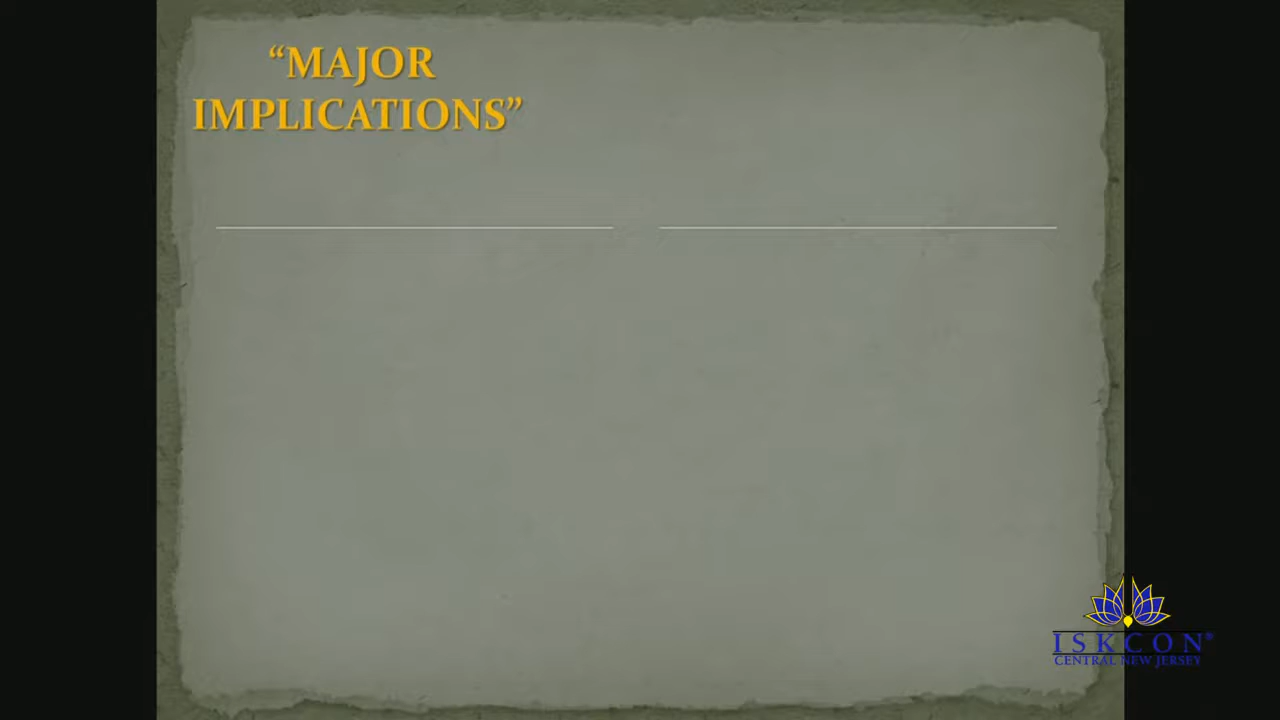 “MAJOR
IMPLICATIONS”
ISKCON®
CENTRAL NEW JERSEY